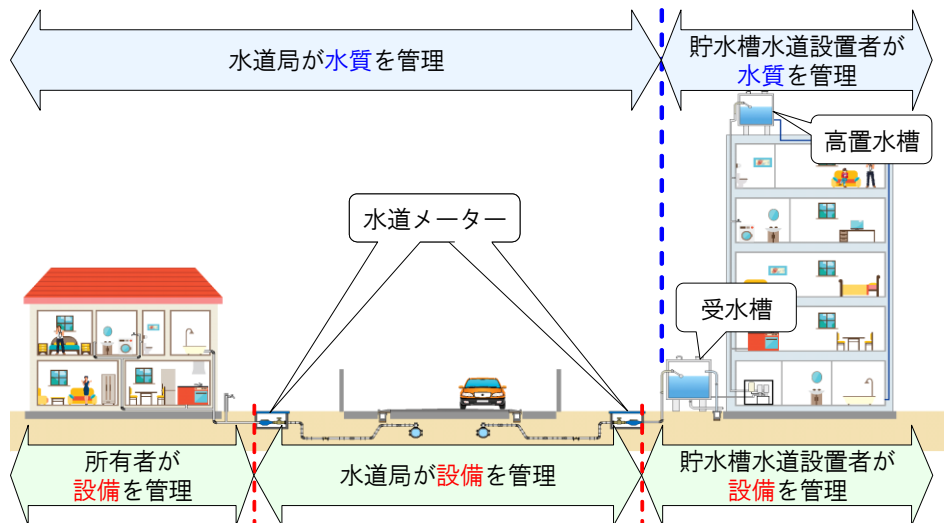 水道局が水質を管理
貯水槽水道設置者が
水質を管理
高置水槽
水道メーター
受水槽
所有者が
設備を管理
水道局が設備を管理
貯水槽水道設置者が
設備を管理